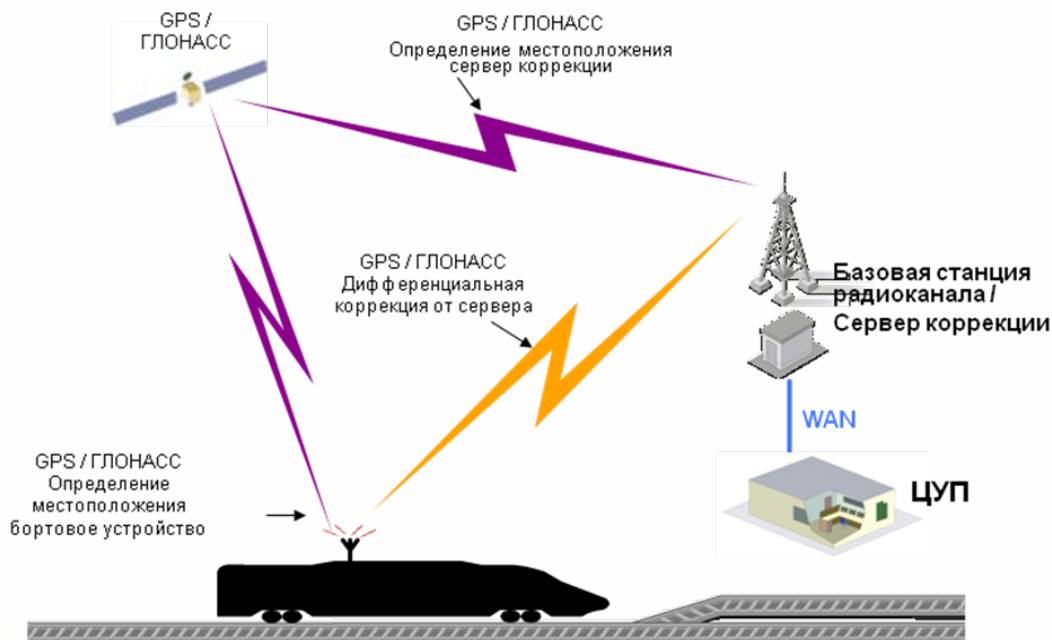 GPS /
ГЛОНАСС
GPS / ГЛОНАСС
Определение местоположения
сервер коррекции
GPS / ГЛОНАСС
Дифференциальная
коррекция от сервера
Базовая станция
радиоканала /
Сервер коррекции
WAN
ЦУП
GPS / ГЛОНАСС
Определение
местоположения
бортовое устройство